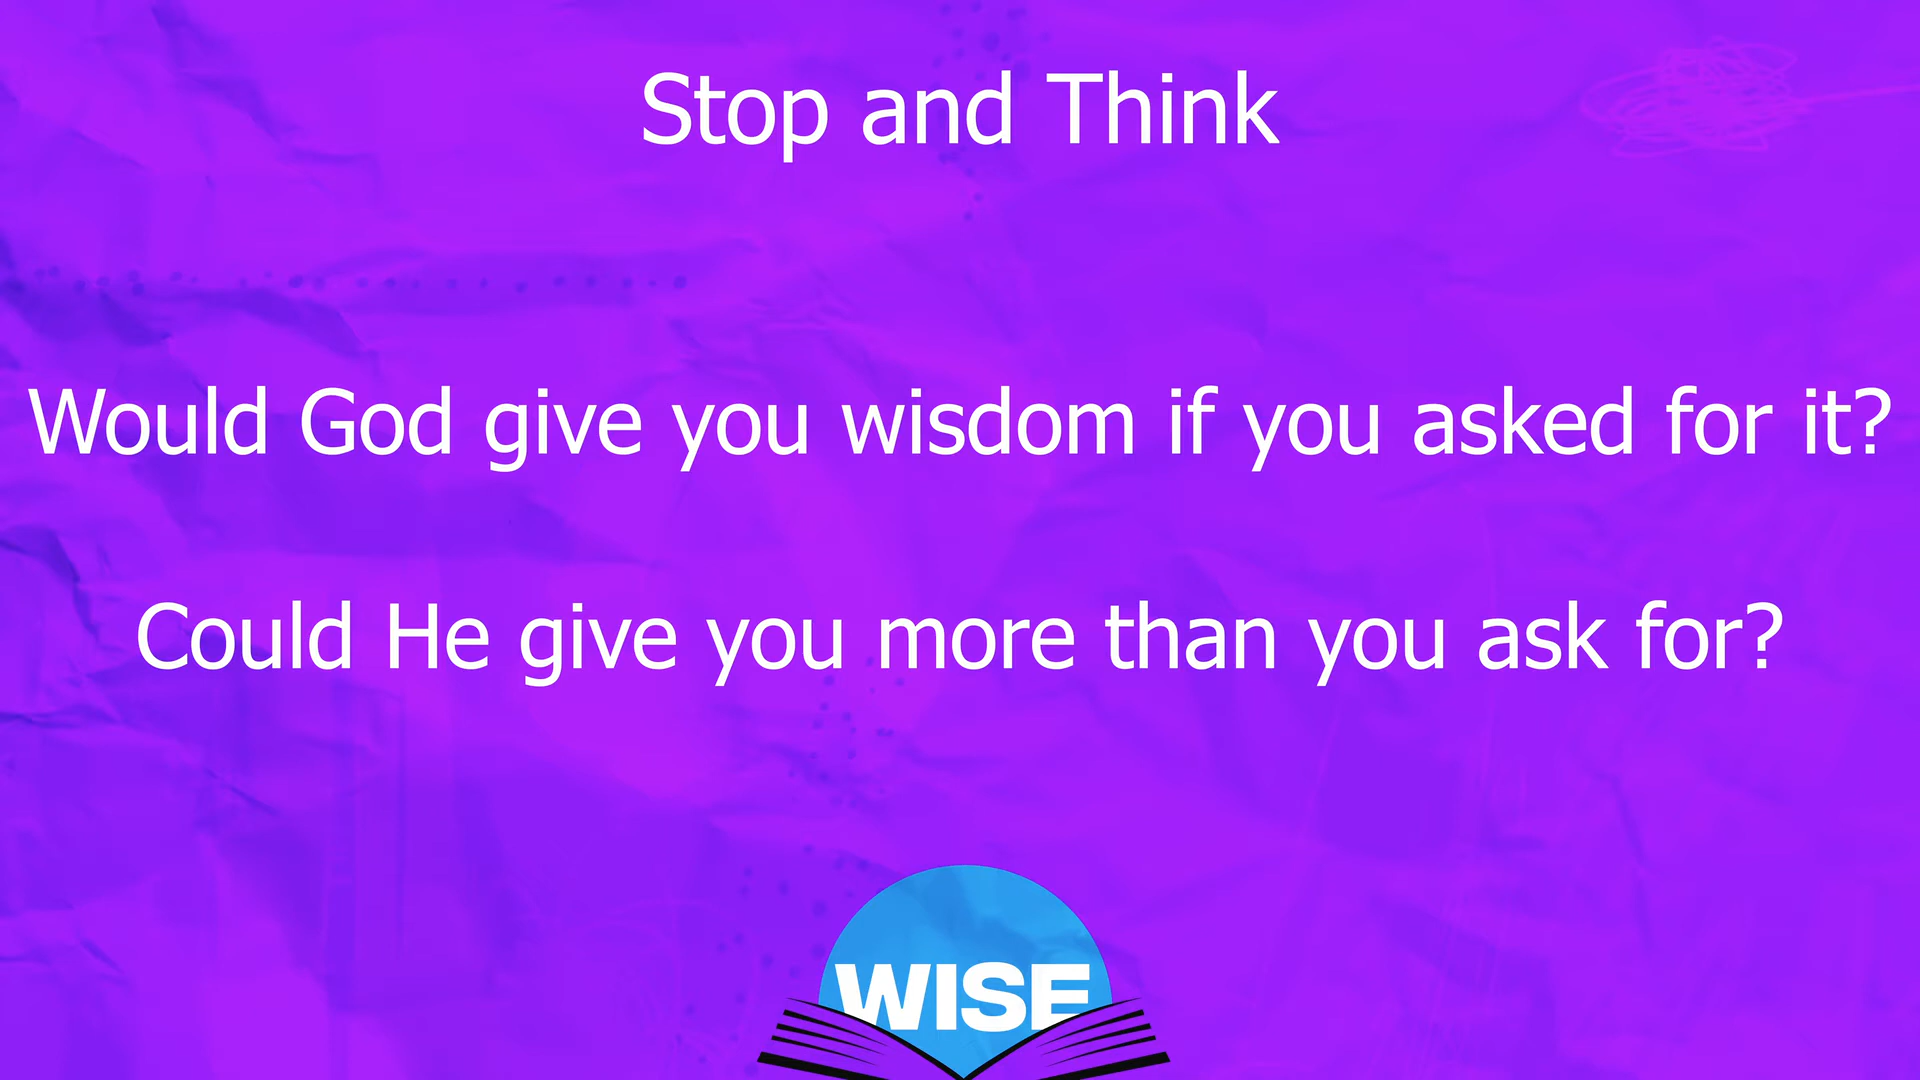 Stop and Think
Would God give you wisdom if you asked for it?
Could He give you more than you ask for?
WISE